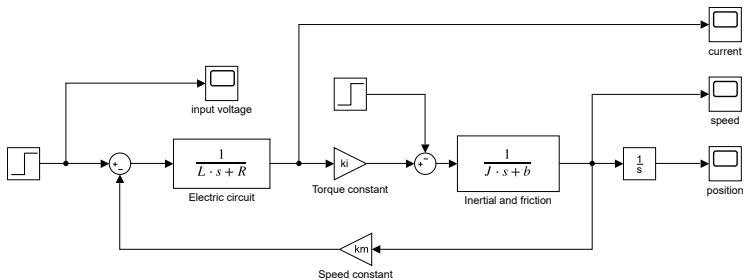 current
input voltage
speed
+
−
1
L · s + R
Electric circuit
ki
Torque constant
−
+
1
J · s + b
Inertial and friction
1
s
position
km
Speed constant